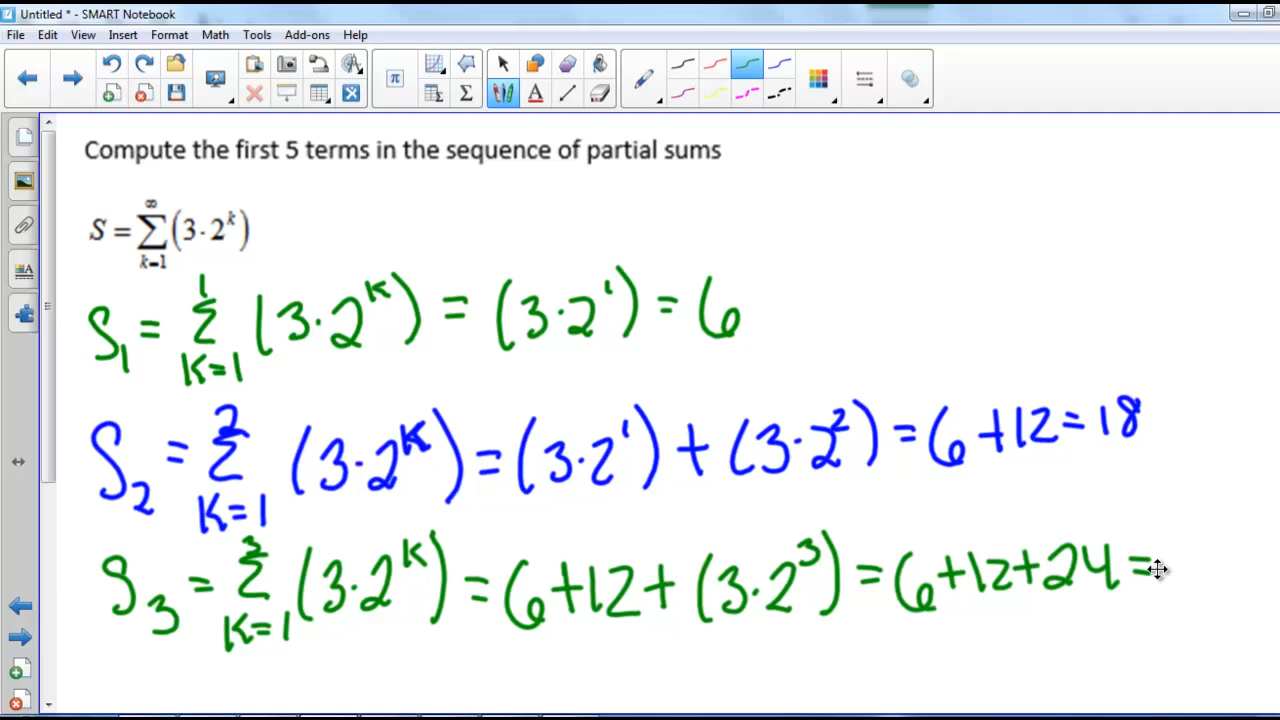 Untitled * - SMART Notebook
File Edit View Insert Format Math Tools Add-ons Help
Compute the first 5 terms in the sequence of partial sums
S = ∑_{k=1}^{∞} (3·2^k)
S₁ = ∑_{K=1}^{1} (3·2^K) = (3·2^1) = 6
S₂ = ∑_{K=1}^{2} (3·2^K) = (3·2^1) + (3·2^2) = 6+12=18
S₃ = ∑_{K=1}^{3} (3·2^K) = 6+12+(3·2^3) = 6+12+24 =